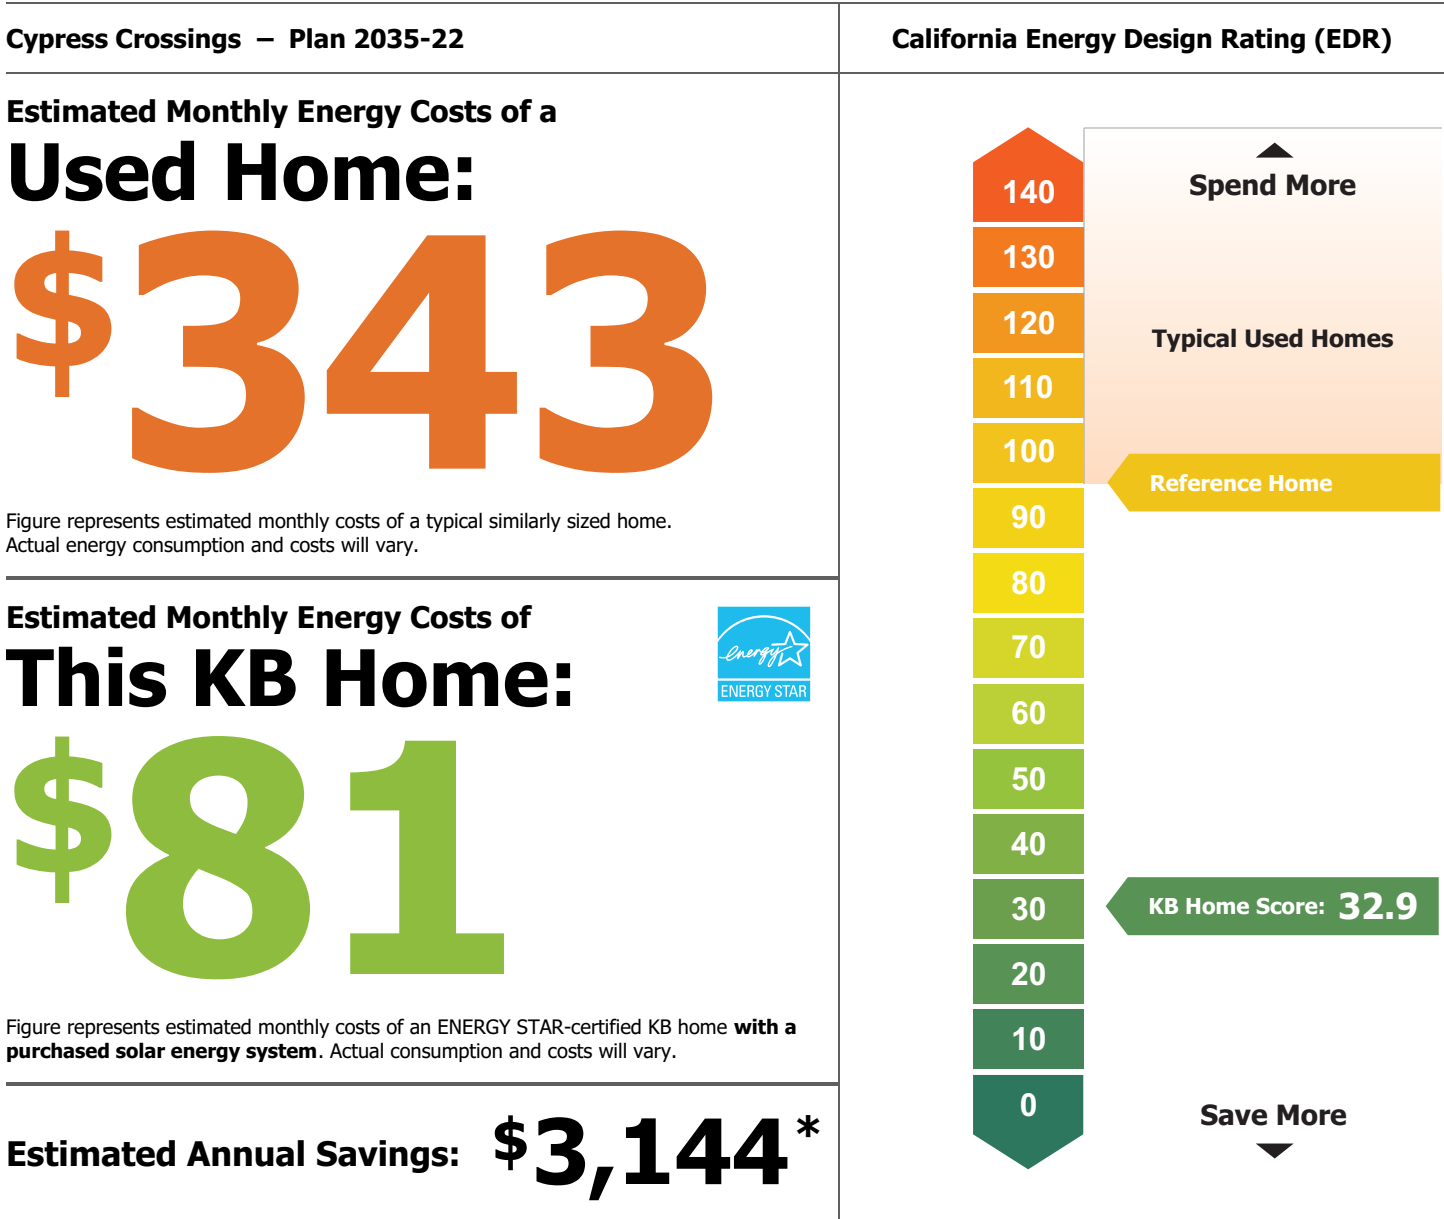 Cypress Crossings – Plan 2035-22
Estimated Monthly Energy Costs of a
Used Home:
$343
Figure represents estimated monthly costs of a typical similarly sized home.
Actual energy consumption and costs will vary.
Estimated Monthly Energy Costs of
This KB Home:
energy
ENERGY STAR
$81
Figure represents estimated monthly costs of an ENERGY STAR-certified KB home with a
purchased solar energy system. Actual consumption and costs will vary.
Estimated Annual Savings: $3,144*
California Energy Design Rating (EDR)
Spend More
140
130
120
Typical Used Homes
110
100
Reference Home
90
80
70
60
50
40
30
KB Home Score: 32.9
20
10
0
Save More